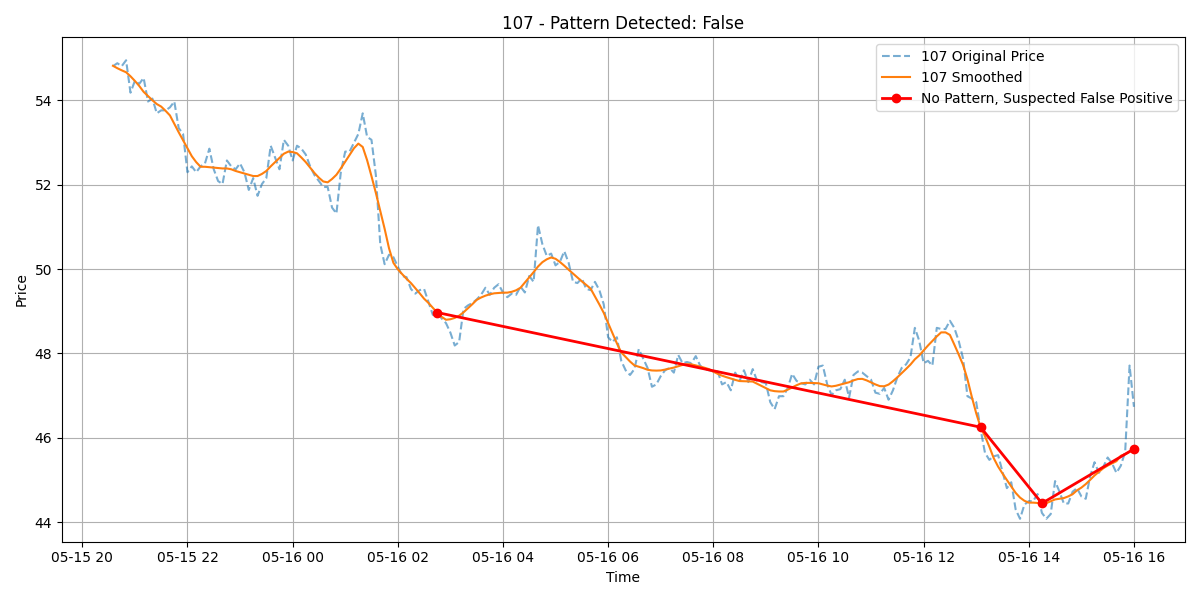 107 - Pattern Detected: False
107 Original Price
107 Smoothed
No Pattern, Suspected False Positive
Price
54
52
50
48
46
44
05-15 20
05-15 22
05-16 00
05-16 02
05-16 04
05-16 06
05-16 08
05-16 10
05-16 12
05-16 14
05-16 16
Time